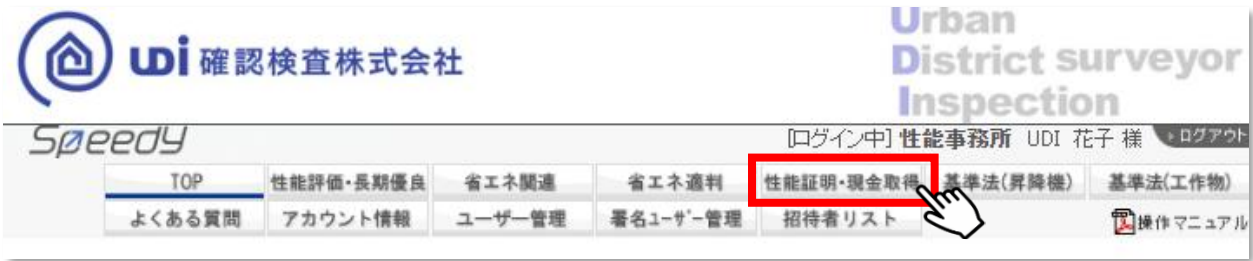 UDi確認検査株式会社
Urban
District surveyor
Inspection
Speedy
[ログイン中] 性能事務所 UDI 花子 様 ログアウト
TOP 性能評価・長期優良 省エネ関連 省エネ適判 性能証明・現金取得 基準法(昇降機) 基準法(工作物)
よくある質問 アカウント情報 ユーザー管理 署名ユーザー管理 招待者リスト 操作マニュアル